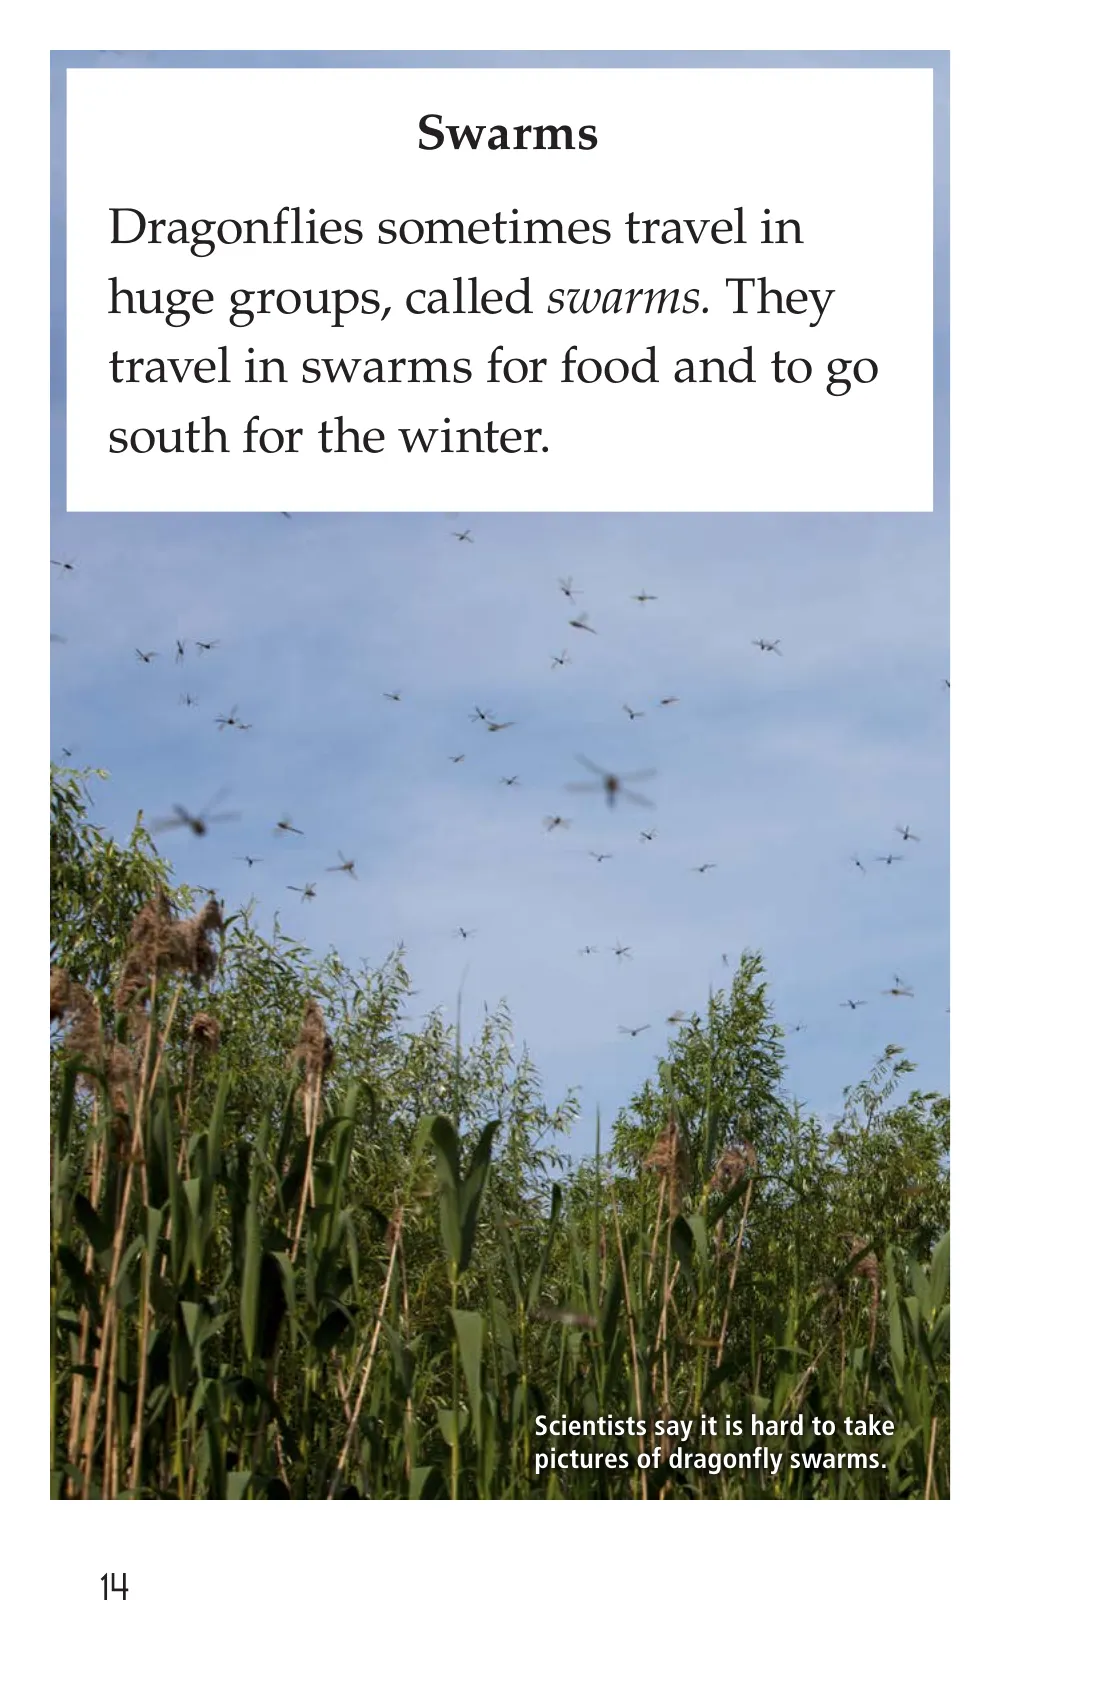 Swarms
Dragonflies sometimes travel in
huge groups, called swarms. They
travel in swarms for food and to go
south for the winter.
Scientists say it is hard to take
pictures of dragonfly swarms.
14